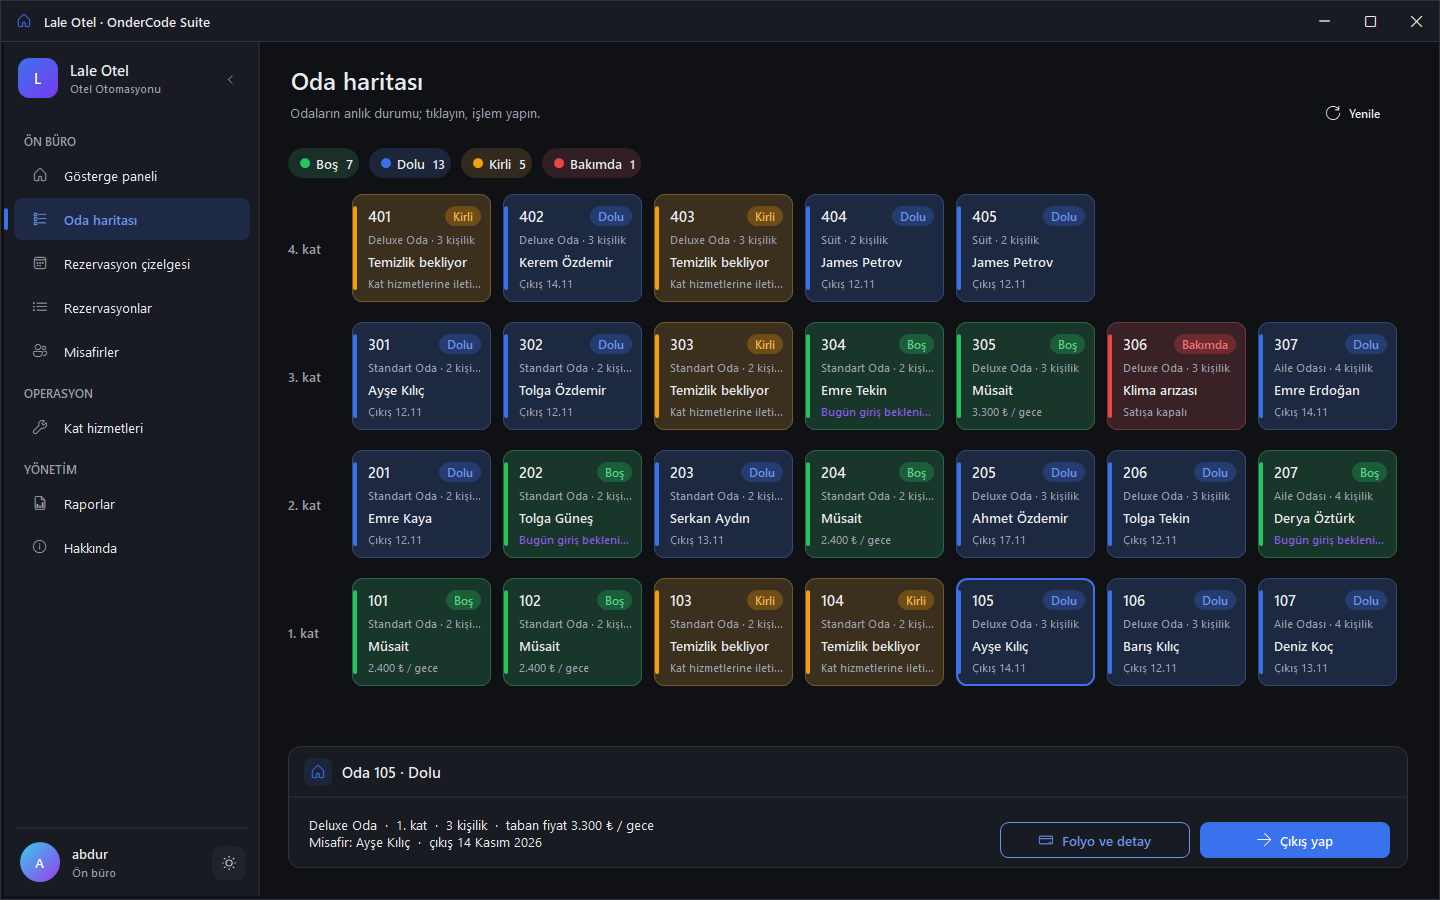 Lale Otel · OnderCode Suite
L
Lale Otel
Otel Otomasyonu
ÖN BÜRO
Gösterge paneli
Oda haritası
Rezervasyon çizelgesi
Rezervasyonlar
Misafirler
OPERASYON
Kat hizmetleri
YÖNETİM
Raporlar
Hakkında
A
abdur
Ön büro
Oda haritası
Odaların anlık durumu; tıklayın, işlem yapın.
Yenile
Boş 7
Dolu 13
Kirli 5
Bakımda 1
4. kat
401 Kirli
Deluxe Oda · 3 kişilik
Temizlik bekliyor
Kat hizmetlerine ileti...
402 Dolu
Deluxe Oda · 3 kişilik
Kerem Özdemir
Çıkış 14.11
403 Kirli
Deluxe Oda · 3 kişilik
Temizlik bekliyor
Kat hizmetlerine ileti...
404 Dolu
Süit · 2 kişilik
James Petrov
Çıkış 12.11
405 Dolu
Süit · 2 kişilik
James Petrov
Çıkış 12.11
3. kat
301 Dolu
Standart Oda · 2 kişi...
Ayşe Kılıç
Çıkış 12.11
302 Dolu
Standart Oda · 2 kişi...
Tolga Özdemir
Çıkış 12.11
303 Kirli
Standart Oda · 2 kişi...
Temizlik bekliyor
Kat hizmetlerine ileti...
304 Boş
Standart Oda · 2 kişi...
Emre Tekin
Bugün giriş bekleni...
305 Boş
Deluxe Oda · 3 kişilik
Müsait
3.300 ₺ / gece
306 Bakımda
Deluxe Oda · 3 kişilik
Klima arızası
Satışa kapalı
307 Dolu
Aile Odası · 4 kişilik
Emre Erdoğan
Çıkış 14.11
2. kat
201 Dolu
Standart Oda · 2 kişi...
Emre Kaya
Çıkış 12.11
202 Boş
Standart Oda · 2 kişi...
Tolga Güneş
Bugün giriş bekleni...
203 Dolu
Standart Oda · 2 kişi...
Serkan Aydın
Çıkış 13.11
204 Boş
Standart Oda · 2 kişi...
Müsait
2.400 ₺ / gece
205 Dolu
Deluxe Oda · 3 kişilik
Ahmet Özdemir
Çıkış 17.11
206 Dolu
Deluxe Oda · 3 kişilik
Tolga Tekin
Çıkış 12.11
207 Boş
Aile Odası · 4 kişilik
Derya Öztürk
Bugün giriş bekleni...
1. kat
101 Boş
Standart Oda · 2 kişi...
Müsait
2.400 ₺ / gece
102 Boş
Standart Oda · 2 kişi...
Müsait
2.400 ₺ / gece
103 Kirli
Standart Oda · 2 kişi...
Temizlik bekliyor
Kat hizmetlerine ileti...
104 Kirli
Standart Oda · 2 kişi...
Temizlik bekliyor
Kat hizmetlerine ileti...
105 Dolu
Deluxe Oda · 3 kişilik
Ayşe Kılıç
Çıkış 14.11
106 Dolu
Deluxe Oda · 3 kişilik
Barış Kılıç
Çıkış 12.11
107 Dolu
Aile Odası · 4 kişilik
Deniz Koç
Çıkış 13.11
Oda 105 · Dolu
Deluxe Oda · 1. kat · 3 kişilik · taban fiyat 3.300 ₺ / gece
Misafir: Ayşe Kılıç · çıkış 14 Kasım 2026
Folyo ve detay
Çıkış yap